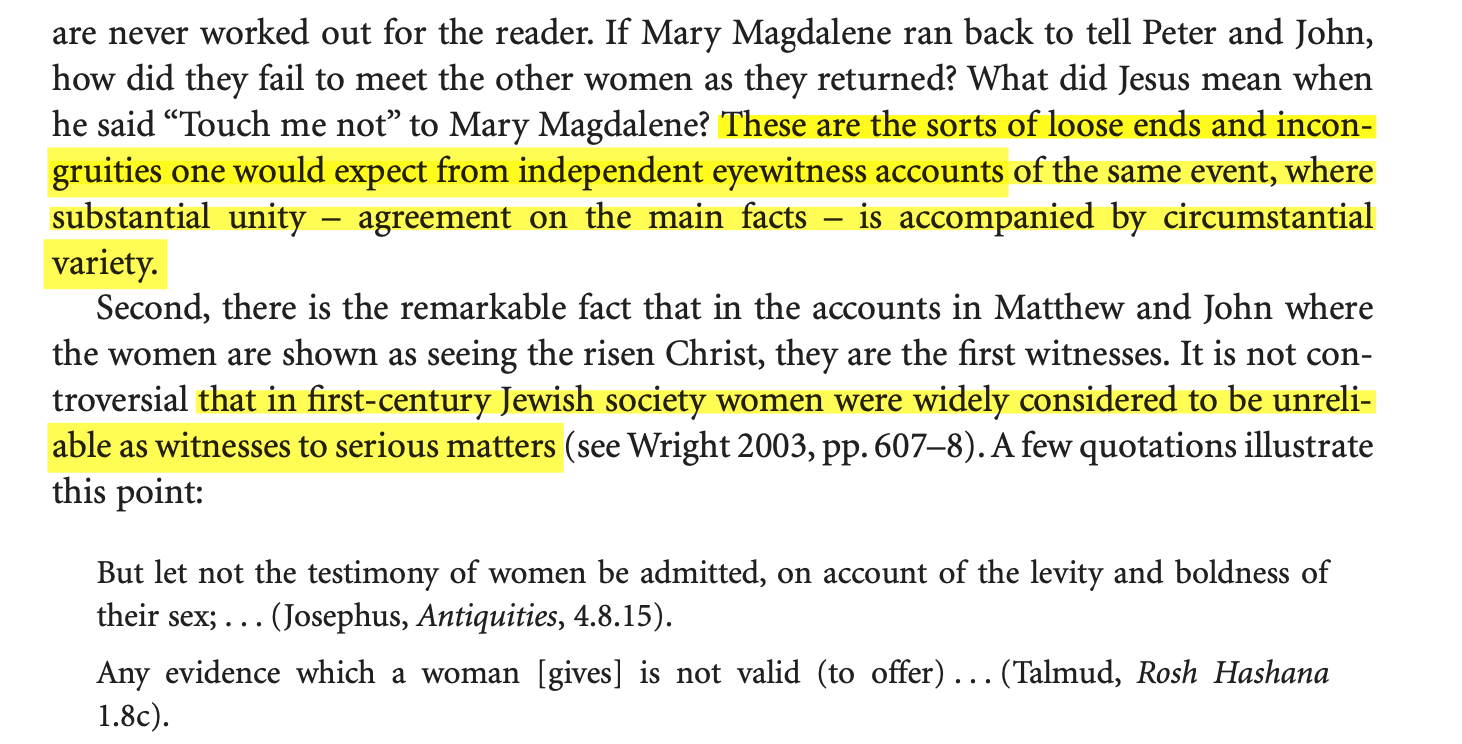 are never worked out for the reader. If Mary Magdalene ran back to tell Peter and John,
how did they fail to meet the other women as they returned? What did Jesus mean when
he said “Touch me not” to Mary Magdalene? These are the sorts of loose ends and incon-
gruities one would expect from independent eyewitness accounts of the same event, where
substantial unity – agreement on the main facts – is accompanied by circumstantial
variety.
Second, there is the remarkable fact that in the accounts in Matthew and John where
the women are shown as seeing the risen Christ, they are the first witnesses. It is not con-
troversial that in first-century Jewish society women were widely considered to be unreli-
able as witnesses to serious matters (see Wright 2003, pp. 607–8). A few quotations illustrate
this point:
But let not the testimony of women be admitted, on account of the levity and boldness of
their sex; . . . (Josephus, Antiquities, 4.8.15).
Any evidence which a woman [gives] is not valid (to offer) . . . (Talmud, Rosh Hashana
1.8c).